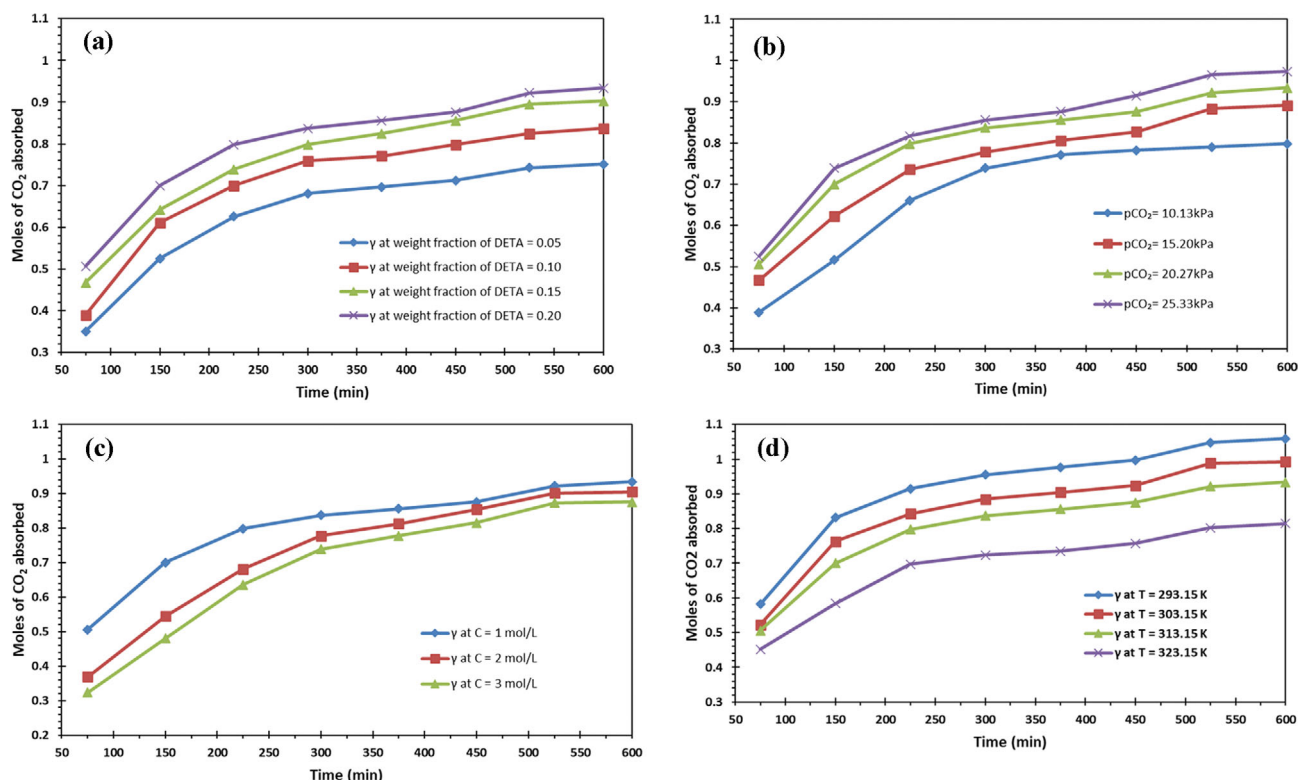 (a)
1.1
1
0.9
0.8
0.7
0.6
0.5
0.4
0.3
Moles of CO₂ absorbed
γ at weight fraction of DETA = 0.05
γ at weight fraction of DETA = 0.10
γ at weight fraction of DETA = 0.15
γ at weight fraction of DETA = 0.20
50 100 150 200 250 300 350 400 450 500 550 600
Time (min)
(b)
1.1
1
0.9
0.8
0.7
0.6
0.5
0.4
0.3
Moles of CO₂ absorbed
pCO₂= 10.13kPa
pCO₂= 15.20kPa
pCO₂= 20.27kPa
pCO₂= 25.33kPa
50 100 150 200 250 300 350 400 450 500 550 600
Time (min)
(c)
1.1
1
0.9
0.8
0.7
0.6
0.5
0.4
0.3
0.2
Moles of CO₂ absorbed
γ at C = 1 mol/L
γ at C = 2 mol/L
γ at C = 3 mol/L
50 100 150 200 250 300 350 400 450 500 550 600
Time (min)
(d)
1.1
1
0.9
0.8
0.7
0.6
0.5
0.4
0.3
Moles of CO2 absorbed
γ at T = 293.15 K
γ at T = 303.15 K
γ at T = 313.15 K
γ at T = 323.15 K
50 100 150 200 250 300 350 400 450 500 550 600
Time (min)